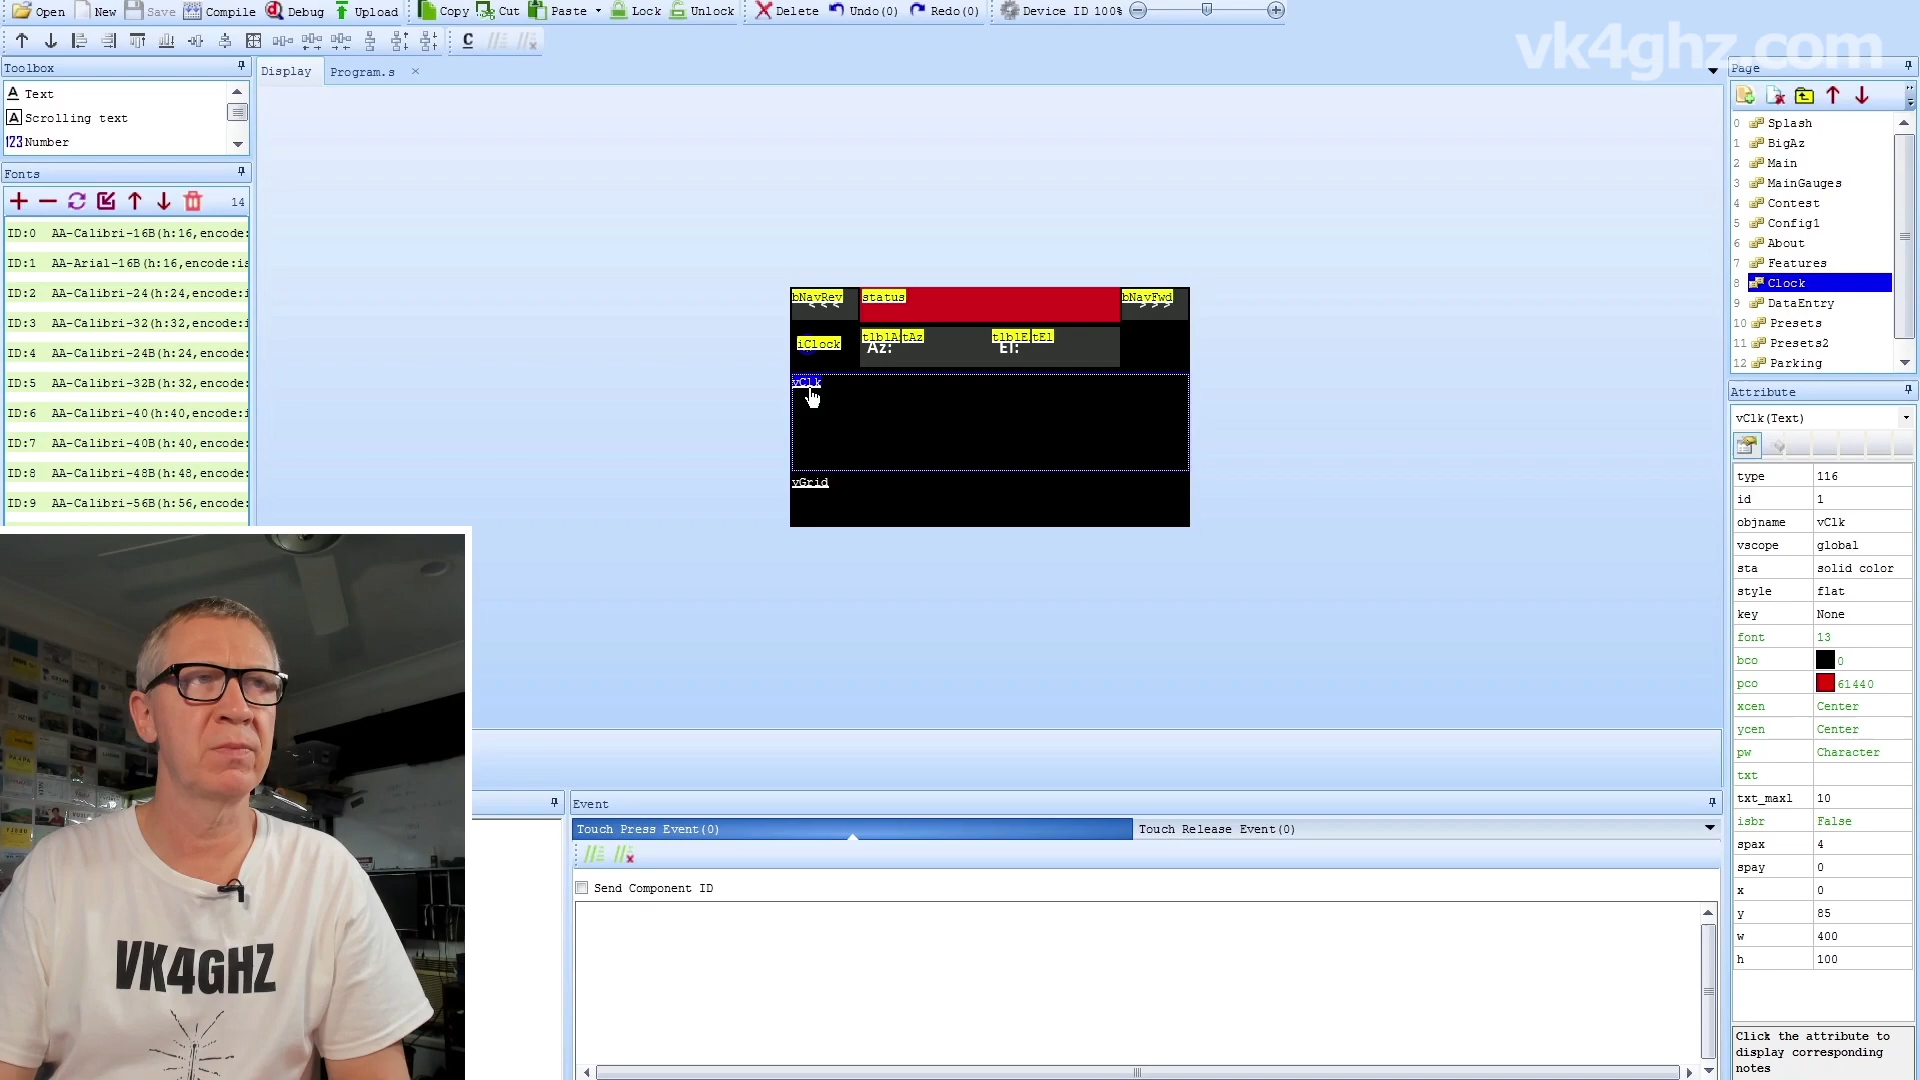 Open New Save Compile Debug Upload Copy Cut Paste Lock Unlock Delete Undo(0) Redo(0) Device ID 100%
vk4ghz.com
Toolbox
Display
Program.s
Page
A Text
A Scrolling text
123 Number
Fonts
14
ID:0 AA-Calibri-16B(h:16,encode:
ID:1 AA-Arial-16B(h:16,encode:is
ID:2 AA-Calibri-24(h:24,encode:i
ID:3 AA-Calibri-32(h:32,encode:i
ID:4 AA-Calibri-24B(h:24,encode:
ID:5 AA-Calibri-32B(h:32,encode:
ID:6 AA-Calibri-40(h:40,encode:i
ID:7 AA-Calibri-40B(h:40,encode:
ID:8 AA-Calibri-48B(h:48,encode:
ID:9 AA-Calibri-56B(h:56,encode:
bNavRev
<<<
status
bNavFwd
>>>
iClock
tlblA tAz
Az:
tlblE tEl
El:
vClk
vGrid
0 Splash
1 BigAz
2 Main
3 MainGauges
4 Contest
5 Config1
6 About
7 Features
8 Clock
9 DataEntry
10 Presets
11 Presets2
12 Parking
Attribute
vClk(Text)
type 116
id 1
objname vClk
vscope global
sta solid color
style flat
key None
font 13
bco 0
pco 61440
xcen Center
ycen Center
pw Character
txt
txt_maxl 10
isbr False
spax 4
spay 0
x 0
y 85
w 400
h 100
Click the attribute to
display corresponding
notes
Event
Touch Press Event(0)
Touch Release Event(0)
Send Component ID
VK4GHZ